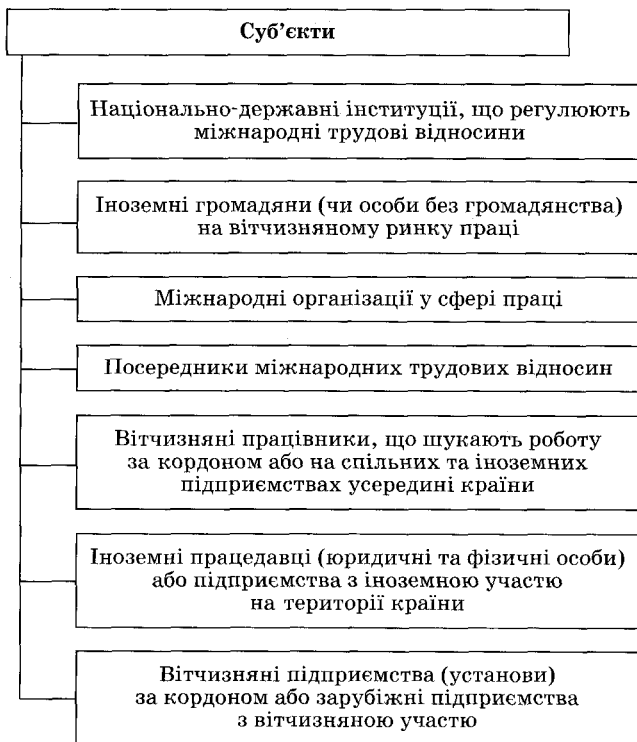 Суб’єкти
Національно-державні інституції, що регулюють
міжнародні трудові відносини
Іноземні громадяни (чи особи без громадянства)
на вітчизняному ринку праці
Міжнародні організації у сфері праці
Посередники міжнародних трудових відносин
Вітчизняні працівники, що шукають роботу
за кордоном або на спільних та іноземних
підприємствах усередині країни
Іноземні працедавці (юридичні та фізичні особи)
або підприємства з іноземною участю
на території країни
Вітчизняні підприємства (установи)
за кордоном або зарубіжні підприємства
з вітчизняною участю